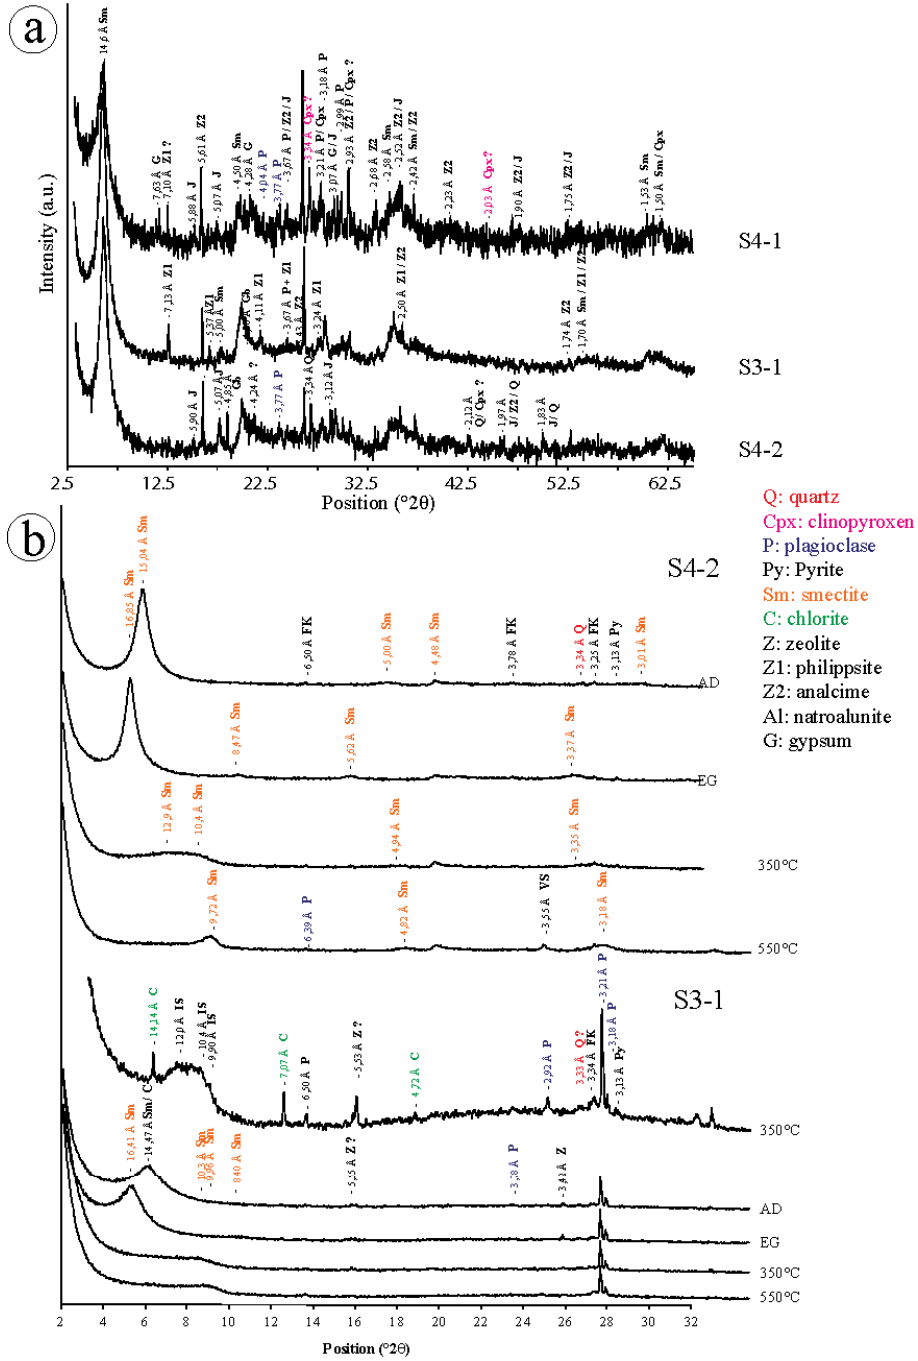 a
Intensity (a.u.)
14,6 Å Sm
7,63 Å G
7,10 Å Z1 ?
5,88 Å J
5,61 Å Z2
5,07 Å J
4,50 Å Sm
4,28 Å G
4,04 Å P
3,77 Å P
3,67 Å P / Z2 / J
3,34 Å Cpx ?
3,21 Å P / Cpx
3,18 Å P
3,07 Å G / J
2,99 Å P
2,93 Å Z2 / P / Cpx ?
2,68 Å Z2
2,58 Å Sm
2,52 Å Z2 / J
2,42 Å Sm / Z2
2,23 Å Z2
2,03 Å Cpx ?
1,90 Å Z2 / J
1,75 Å Z2 / J
1,53 Å Sm
1,50 Å Sm / Cpx
S4-1
7,13 Å Z1
5,37 Å Z1
5,00 Å Sm
Gb
4,11 Å Z1
3,67 Å P + Z1
Z2
3,24 Å Z1
2,50 Å Z1 / Z2
1,74 Å Z2
1,70 Å Sm / Z1 / Z2
S3-1
5,90 Å J
5,07 Å J
4,85 Å
Gb
4,24 Å ?
3,77 Å P
3,34 Å Q
3,12 Å J
2,12 Å
Q/ Cpx ?
1,97 Å
J/ Z2 / Q
1,83 Å
J/ Q
S4-2
2.5 12.5 22.5 32.5 42.5 52.5 62.5
Position (°2θ)
Q: quartz
Cpx: clinopyroxen
P: plagioclase
Py: Pyrite
Sm: smectite
C: chlorite
Z: zeolite
Z1: philippsite
Z2: analcime
Al: natroalunite
G: gypsum
b
S4-2
16,85 Å Sm
15,04 Å Sm
6,50 Å FK
5,00 Å Sm
4,48 Å Sm
3,78 Å FK
3,34 Å Q
3,25 Å FK
3,13 Å Py
3,01 Å Sm
AD
8,47 Å Sm
5,62 Å Sm
3,37 Å Sm
EG
12,9 Å Sm
10,4 Å Sm
4,94 Å Sm
3,35 Å Sm
350°C
9,72 Å Sm
6,39 Å P
4,82 Å Sm
3,55 Å VS
3,18 Å Sm
550°C
S3-1
14,14 Å C
12,0 Å IS
10,4 Å IS
9,90 Å IS
7,07 Å C
6,50 Å P
5,53 Å Z ?
4,72 Å C
2,92 Å P
3,33 Å Q ?
3,34 Å FK
3,21 Å P
3,18 Å P
3,13 Å Py
350°C
16,41 Å Sm
14,47 Å Sm/ C
10,3 Å Sm
9,96 Å Sm
8,40 Å Sm
5,55 Å Z ?
Å P
3,41 Å Z
AD
EG
350°C
550°C
2 4 6 8 10 12 14 16 18 20 22 24 26 28 30 32
Position (°2θ)